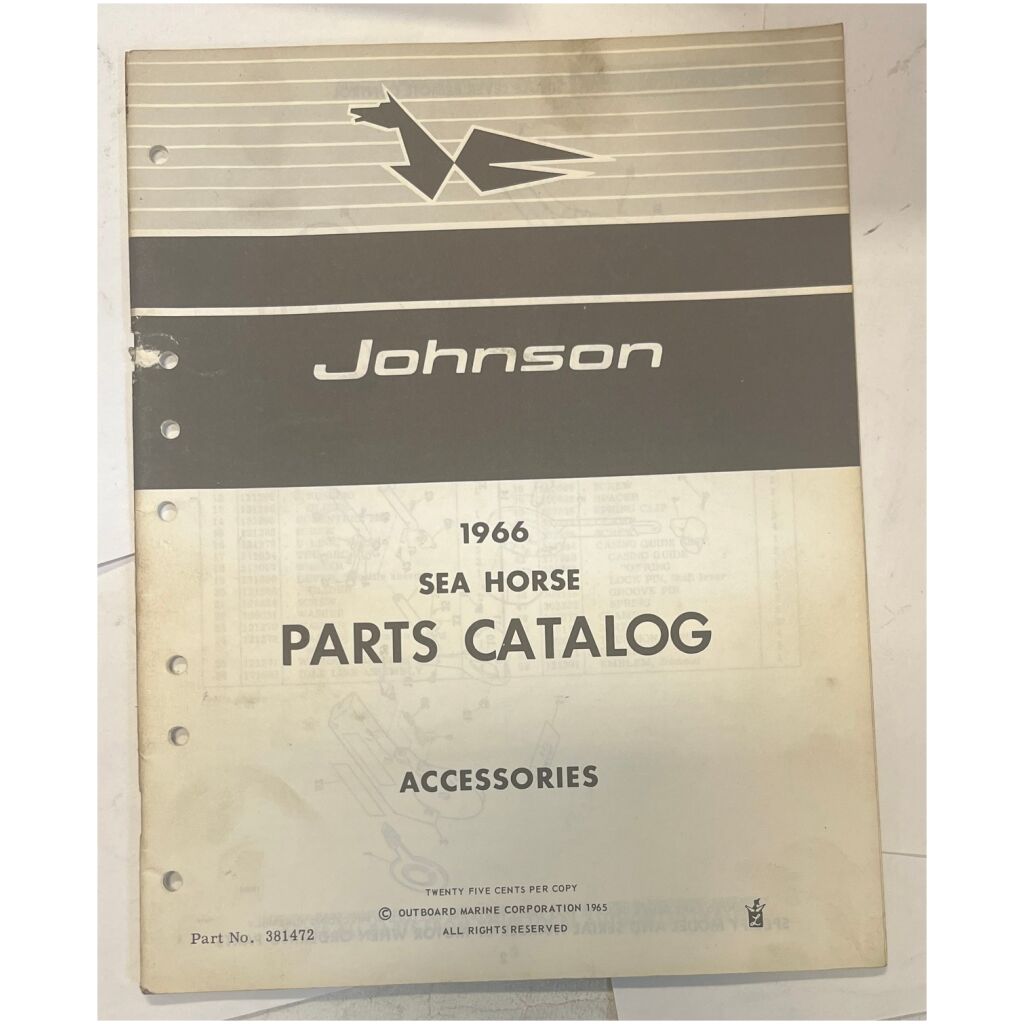 Johnson
1966
SEA HORSE
PARTS CATALOG
ACCESSORIES
TWENTY FIVE CENTS PER COPY
© OUTBOARD MARINE CORPORATION 1965
ALL RIGHTS RESERVED
Part No. 381472